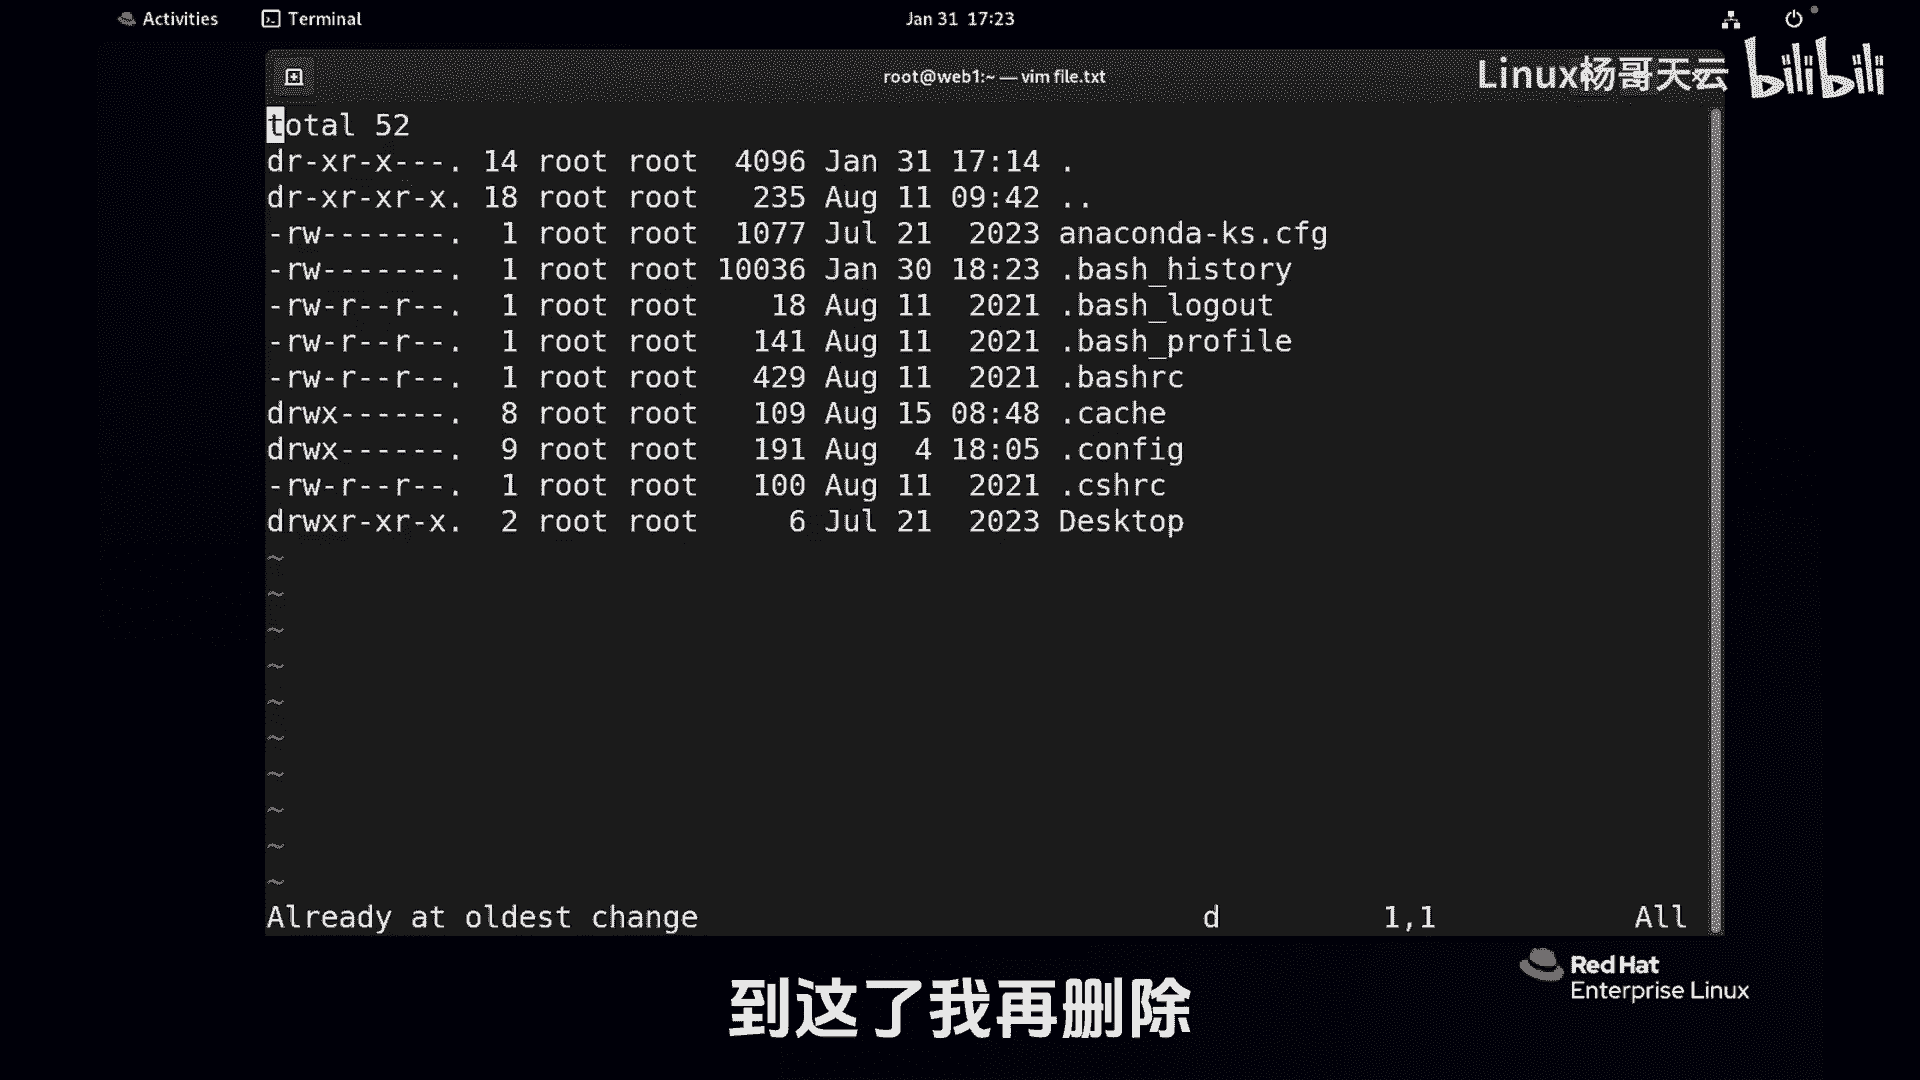 Activities Terminal Jan 31 17:23
root@web1:~ — vim file.txt
Linux杨哥天云 bilibili
total 52
dr-xr-x---. 14 root root  4096 Jan 31 17:14 .
dr-xr-xr-x. 18 root root   235 Aug 11 09:42 ..
-rw-------.  1 root root  1077 Jul 21  2023 anaconda-ks.cfg
-rw-------.  1 root root 10036 Jan 30 18:23 .bash_history
-rw-r--r--.  1 root root    18 Aug 11  2021 .bash_logout
-rw-r--r--.  1 root root   141 Aug 11  2021 .bash_profile
-rw-r--r--.  1 root root   429 Aug 11  2021 .bashrc
drwx------.  8 root root   109 Aug 15 08:48 .cache
drwx------.  9 root root   191 Aug  4 18:05 .config
-rw-r--r--.  1 root root   100 Aug 11  2021 .cshrc
drwxr-xr-x.  2 root root     6 Jul 21  2023 Desktop
~
~
~
~
~
~
~
~
~
~
Already at oldest change d 1,1 All
Red Hat
Enterprise Linux
到这了我再删除